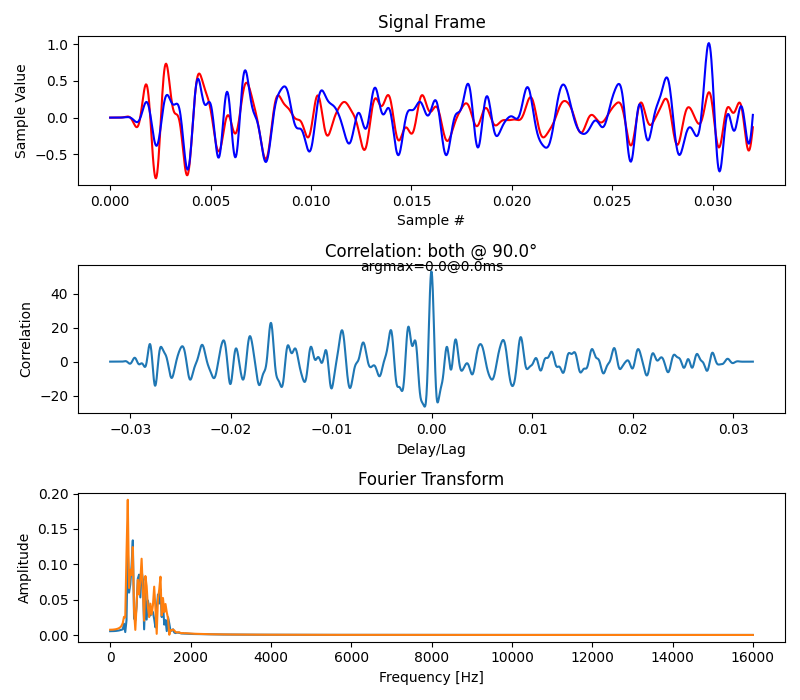 Signal Frame
Sample Value
1.0
0.5
0.0
−0.5
0.000 0.005 0.010 0.015 0.020 0.025 0.030
Sample #
Correlation: both @ 90.0°
argmax=0.0@0.0ms
Correlation
40
20
0
−20
−0.03 −0.02 −0.01 0.00 0.01 0.02 0.03
Delay/Lag
Fourier Transform
Amplitude
0.20
0.15
0.10
0.05
0.00
0 2000 4000 6000 8000 10000 12000 14000 16000
Frequency [Hz]